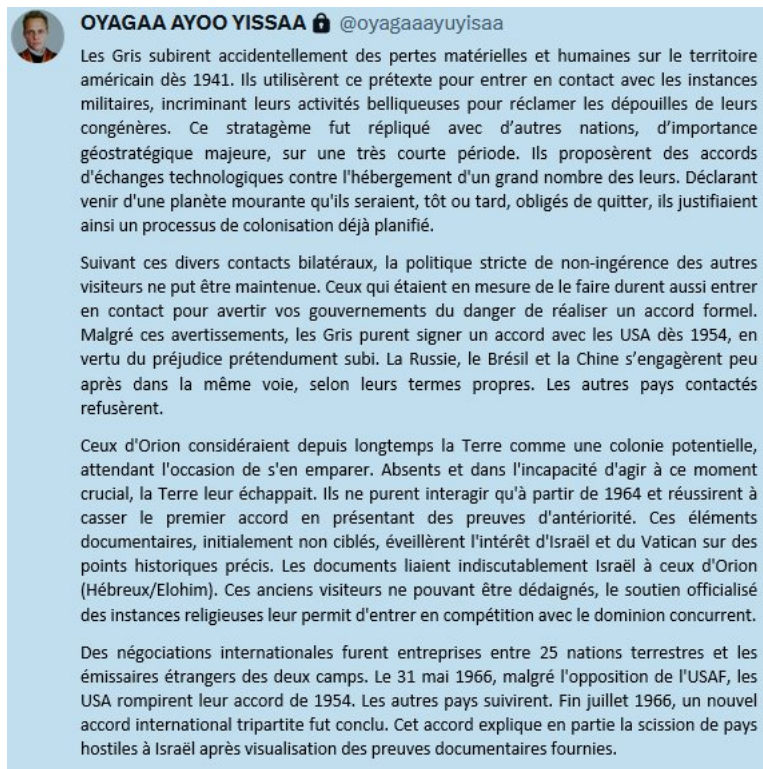 OYAGAA AYOO YISSAA 🔒 @oyagaaayuyisaa
Les Gris subirent accidentellement des pertes matérielles et humaines sur le territoire
américain dès 1941. Ils utilisèrent ce prétexte pour entrer en contact avec les instances
militaires, incriminant leurs activités belliqueuses pour réclamer les dépouilles de leurs
congénères. Ce stratagème fut répliqué avec d’autres nations, d’importance
géostratégique majeure, sur une très courte période. Ils proposèrent des accords
d'échanges technologiques contre l'hébergement d'un grand nombre des leurs. Déclarant
venir d'une planète mourante qu'ils seraient, tôt ou tard, obligés de quitter, ils justifiaient
ainsi un processus de colonisation déjà planifié.
Suivant ces divers contacts bilatéraux, la politique stricte de non-ingérence des autres
visiteurs ne put être maintenue. Ceux qui étaient en mesure de le faire durent aussi entrer
en contact pour avertir vos gouvernements du danger de réaliser un accord formel.
Malgré ces avertissements, les Gris purent signer un accord avec les USA dès 1954, en
vertu du préjudice prétendument subi. La Russie, le Brésil et la Chine s’engagèrent peu
après dans la même voie, selon leurs termes propres. Les autres pays contactés
refusèrent.
Ceux d'Orion considéraient depuis longtemps la Terre comme une colonie potentielle,
attendant l'occasion de s'en emparer. Absents et dans l'incapacité d'agir à ce moment
crucial, la Terre leur échappait. Ils ne purent interagir qu'à partir de 1964 et réussirent à
casser le premier accord en présentant des preuves d'antériorité. Ces éléments
documentaires, initialement non ciblés, éveillèrent l'intérêt d'Israël et du Vatican sur des
points historiques précis. Les documents liaient indiscutablement Israël à ceux d'Orion
(Hébreux/Elohim). Ces anciens visiteurs ne pouvant être dédaignés, le soutien officialisé
des instances religieuses leur permit d'entrer en compétition avec le dominion concurrent.
Des négociations internationales furent entreprises entre 25 nations terrestres et les
émissaires étrangers des deux camps. Le 31 mai 1966, malgré l'opposition de l'USAF, les
USA rompirent leur accord de 1954. Les autres pays suivirent. Fin juillet 1966, un nouvel
accord international tripartite fut conclu. Cet accord explique en partie la scission de pays
hostiles à Israël après visualisation des preuves documentaires fournies.